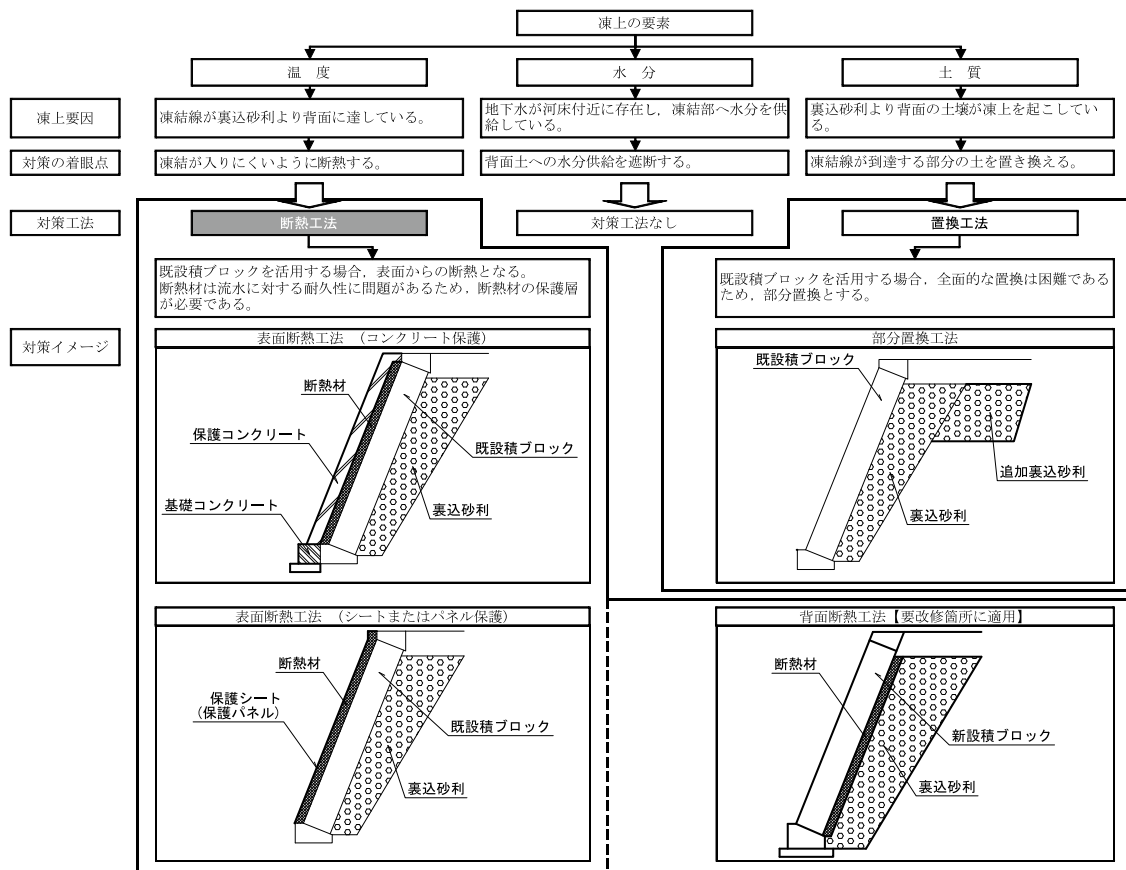 凍上の要素
温 度
水 分
土 質
凍上要因
凍結線が裏込砂利より背面に達している。
地下水が河床付近に存在し，凍結部へ水分を供
給している。
裏込砂利より背面の土壌が凍上を起こしてい
る。
対策の着眼点
凍結が入りにくいように断熱する。
背面土への水分供給を遮断する。
凍結線が到達する部分の土を置き換える。
対策工法
断熱工法
対策工法なし
置換工法
既設積ブロックを活用する場合，表面からの断熱となる。
断熱材は流水に対する耐久性に問題があるため，断熱材の保護層
が必要である。
既設積ブロックを活用する場合，全面的な置換は困難である
ため，部分置換とする。
対策イメージ
表面断熱工法 （コンクリート保護）
断熱材
保護コンクリート
既設積ブロック
基礎コンクリート
裏込砂利
部分置換工法
既設積ブロック
追加裏込砂利
裏込砂利
表面断熱工法 （シートまたはパネル保護）
断熱材
保護シート
(保護パネル)
既設積ブロック
裏込砂利
背面断熱工法【要改修箇所に適用】
断熱材
新設積ブロック
裏込砂利